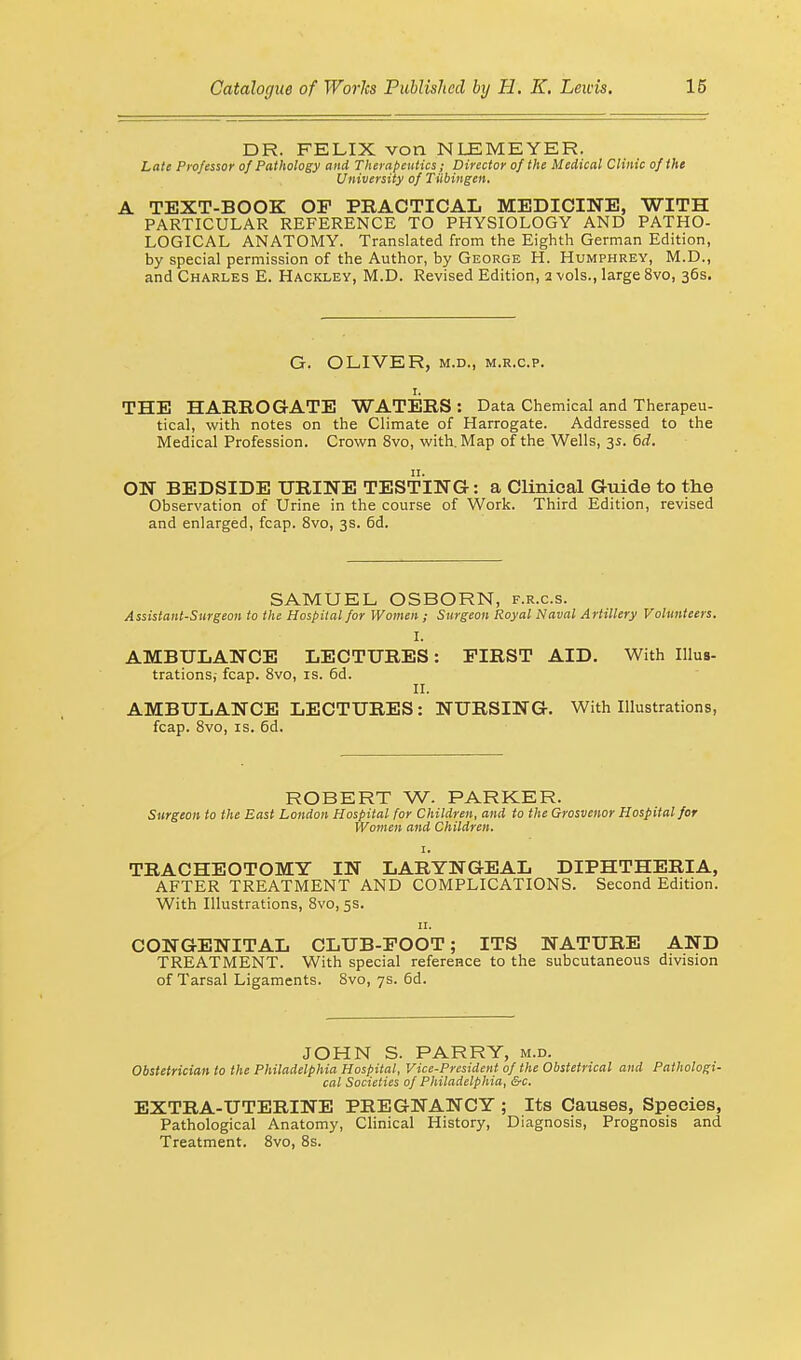 Catalogue of Works Published by H. K. Lewis. 15
DR. FELIX von NIEMEYER.
Late Professor of Pathology and Therapeutics; Director of the Medical Clinic of the
University of Tübingen.
A TEXT-BOOK OF PRACTICAL MEDICINE, WITH
PARTICULAR REFERENCE TO PHYSIOLOGY AND PATHO-
LOGICAL ANATOMY. Translated from the Eighth German Edition,
by special permission of the Author, by George H. Humphrey, M.D.,
and Charles E. Hackley, M.D. Revised Edition, 2 vols., large 8vo, 36s.
G. OLIVER, M.D., M.R.C.P.
I.
THE HARROGATE WATERS: Data Chemical and Therapeu-
tical, with notes on the Climate of Harrogate. Addressed to the
Medical Profession. Crown 8vo, with. Map of the Wells, 3s. 6d.
II.
ON BEDSIDE URINE TESTING: a Clinical Guide to the
Observation of Urine in the course of Work. Third Edition, revised
and enlarged, fcap. 8vo, 3s. 6d.
SAMUEL OSBORN, F.R.C.S.
Assistant-Surgeon to the Hospital for Women; Surgeon Royal Naval Artillery Volunteers.
I.
AMBULANCE LECTURES: FIRST AID. With Illus-
trations, fcap. 8vo, 1s. 6d.
II.
AMBULANCE LECTURES: NURSING. With Illustrations,
fcap. 8vo, 1s. 6d.
ROBERT W. PARKER.
Surgeon to the East London Hospital for Children, and to the Grosvenor Hospital for
Women and Children.
I.
TRACHEOTOMY IN LARYNGEAL DIPHTHERIA,
AFTER TREATMENT AND COMPLICATIONS. Second Edition.
With Illustrations, 8vo, 5s.
II.
CONGENITAL CLUB-FOOT; ITS NATURE AND
TREATMENT. With special reference to the subcutaneous division
of Tarsal Ligaments. 8vo, 7s. 6d.
JOHN S. PARRY, M.D.
Obstetrician to the Philadelphia Hospital, Vice-President of the Obstetrical and Pathologi-
cal Societies of Philadelphia, &c.
EXTRA-UTERINE PREGNANCY; Its Causes, Species,
Pathological Anatomy, Clinical History, Diagnosis, Prognosis and
Treatment. 8vo, 8s.